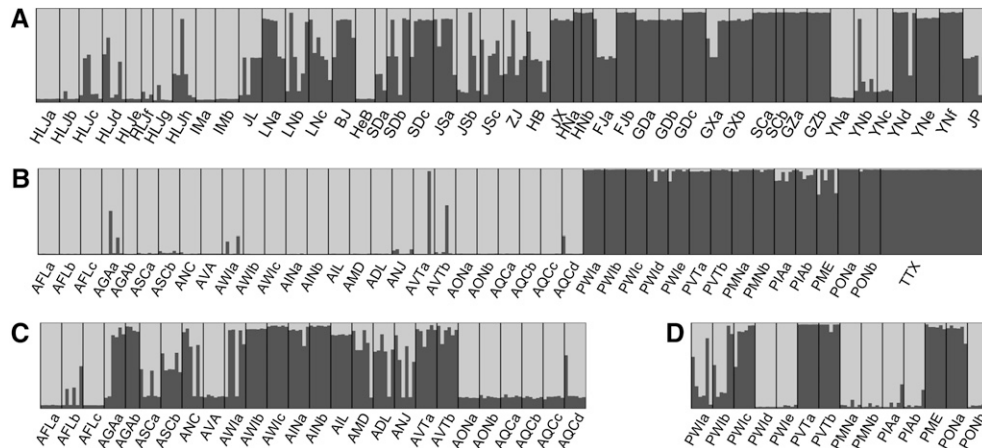 A
HLJa HLJb HLJc HLJd HLJe HLJf HLJg HLJh IMa IMb JL LNa LNb LNc BJ HeB SDa SDb SDc JSa JSb JSc ZJ HB JX HNa HNb FJa FJb GDa GDb GDc GXa GXb SCa SCb GZa GZb YNa YNb YNc YNd YNe YNf JP
B
AFLa AFLb AFLc AGAa AGAb ASCa ASCb ANC AVA AWIa AWIb AWIc AINa AINb AIL AMD ADL ANJ AVTa AVTb AONa AONb AQCa AQCb AQCc AQCd PWIa PWIb PWIc PWId PWIe PVTa PVTb PMNa PMNb PIAa PIAb PME PONa PONb TTX
C D
AFLa AFLb AFLc AGAa AGAb ASCa ASCb ANC AVA AWIa AWIb AWIc AINa AINb AIL AMD ADL ANJ AVTa AVTb AONa AONb AQCa AQCb AQCc AQCd PWIa PWIb PWIc PWId PWIe PVTa PVTb PMNa PMNb PIAa PIAb PME PONa PONb